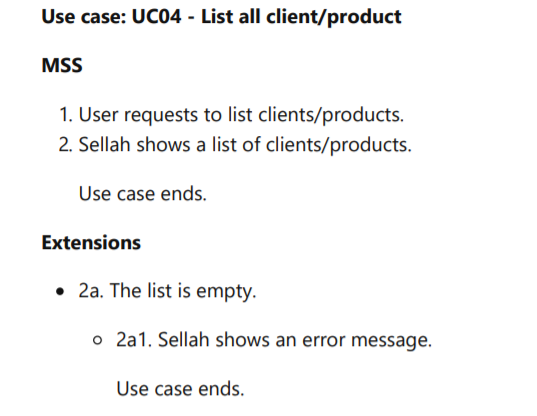 Use case: UC04 - List all client/product
MSS
1. User requests to list clients/products.
2. Sellah shows a list of clients/products.
Use case ends.
Extensions
• 2a. The list is empty.
○ 2a1. Sellah shows an error message.
Use case ends.